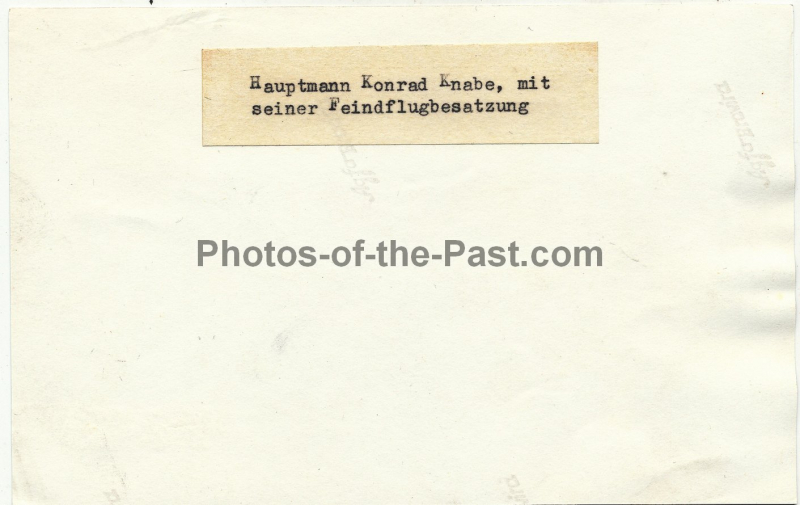 Hauptmann Konrad Knabe, mit
seiner Feindflugbesatzung
Photos-of-the-Past.com